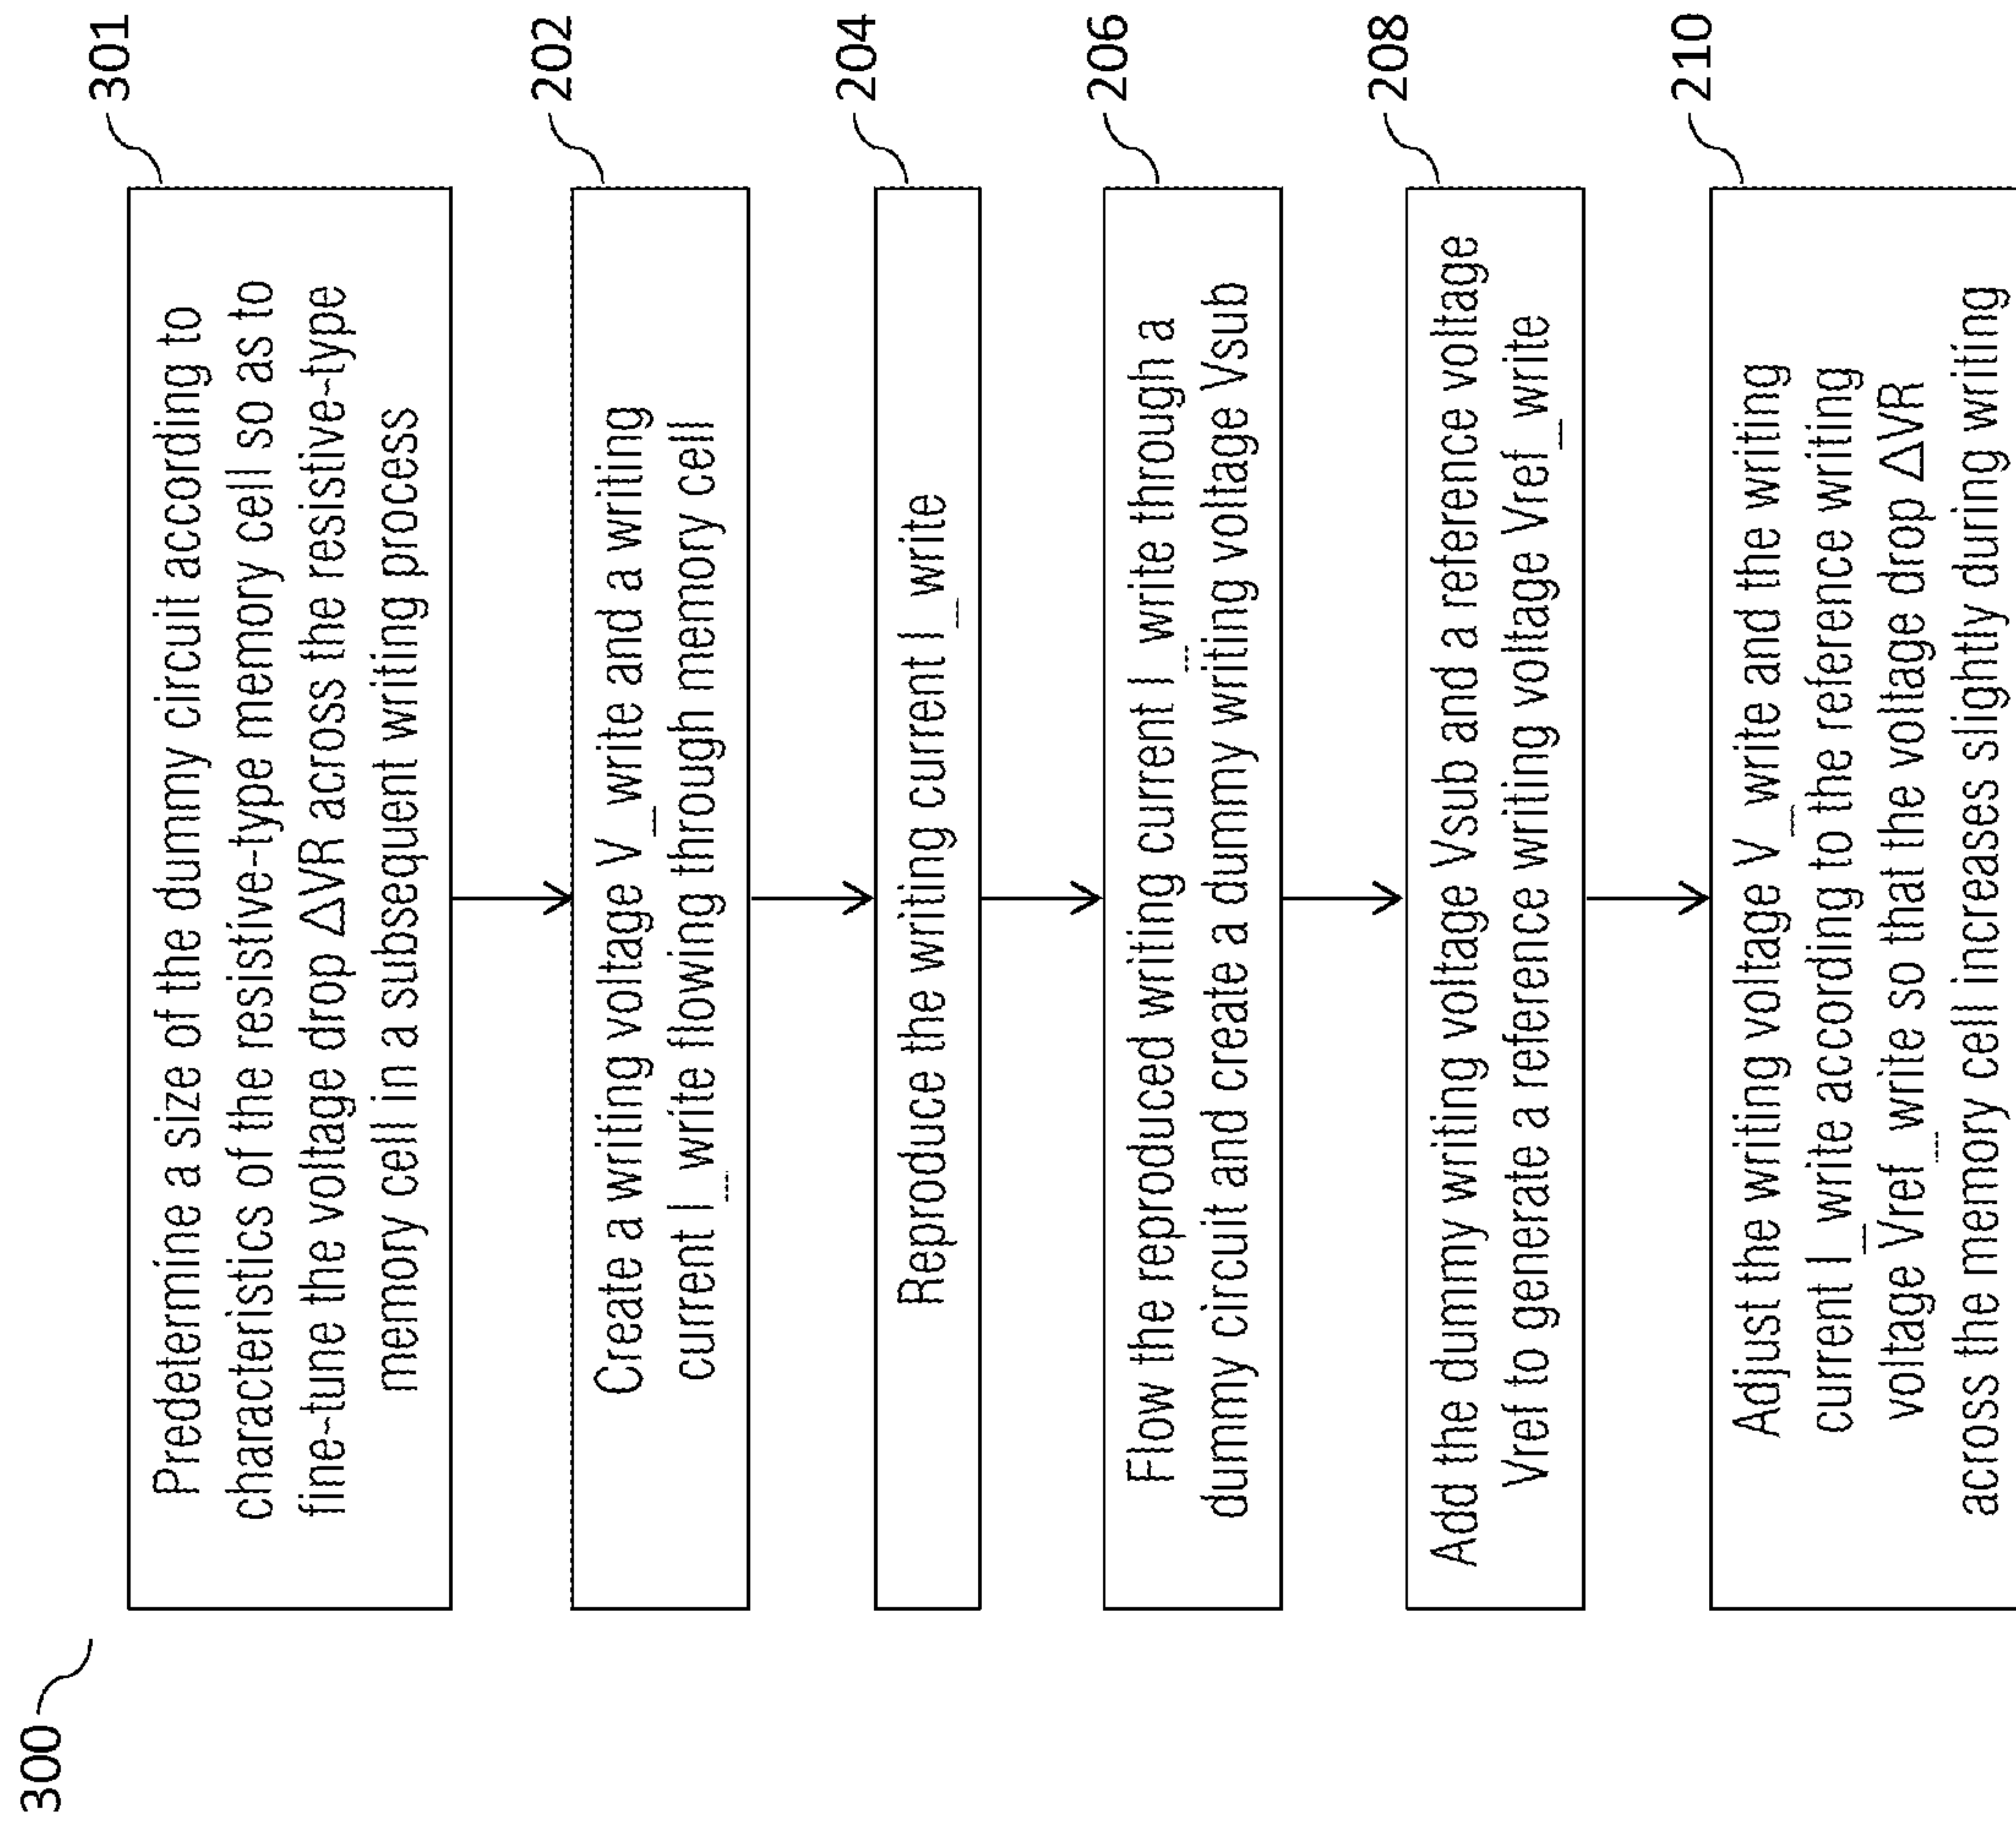 300
301
Predetermine a size of the dummy circuit according to
characteristics of the resistive-type memory cell so as to
fine-tune the voltage drop △VR across the resistive-type
memory cell in a subsequent writing process
202
Create a writing voltage V_write and a writing
current I_write flowing through memory cell
204
Reproduce the writing current I_write
206
Flow the reproduced writing current I_write through a
dummy circuit and create a dummy writing voltage Vsub
208
Add the dummy writing voltage Vsub and a reference voltage
Vref to generate a reference writing voltage Vref_write
210
Adjust the writing voltage V_write and the writing
current I_write according to the reference writing
voltage Vref_write so that the voltage drop △VR
across the memory cell increases slightly during writing